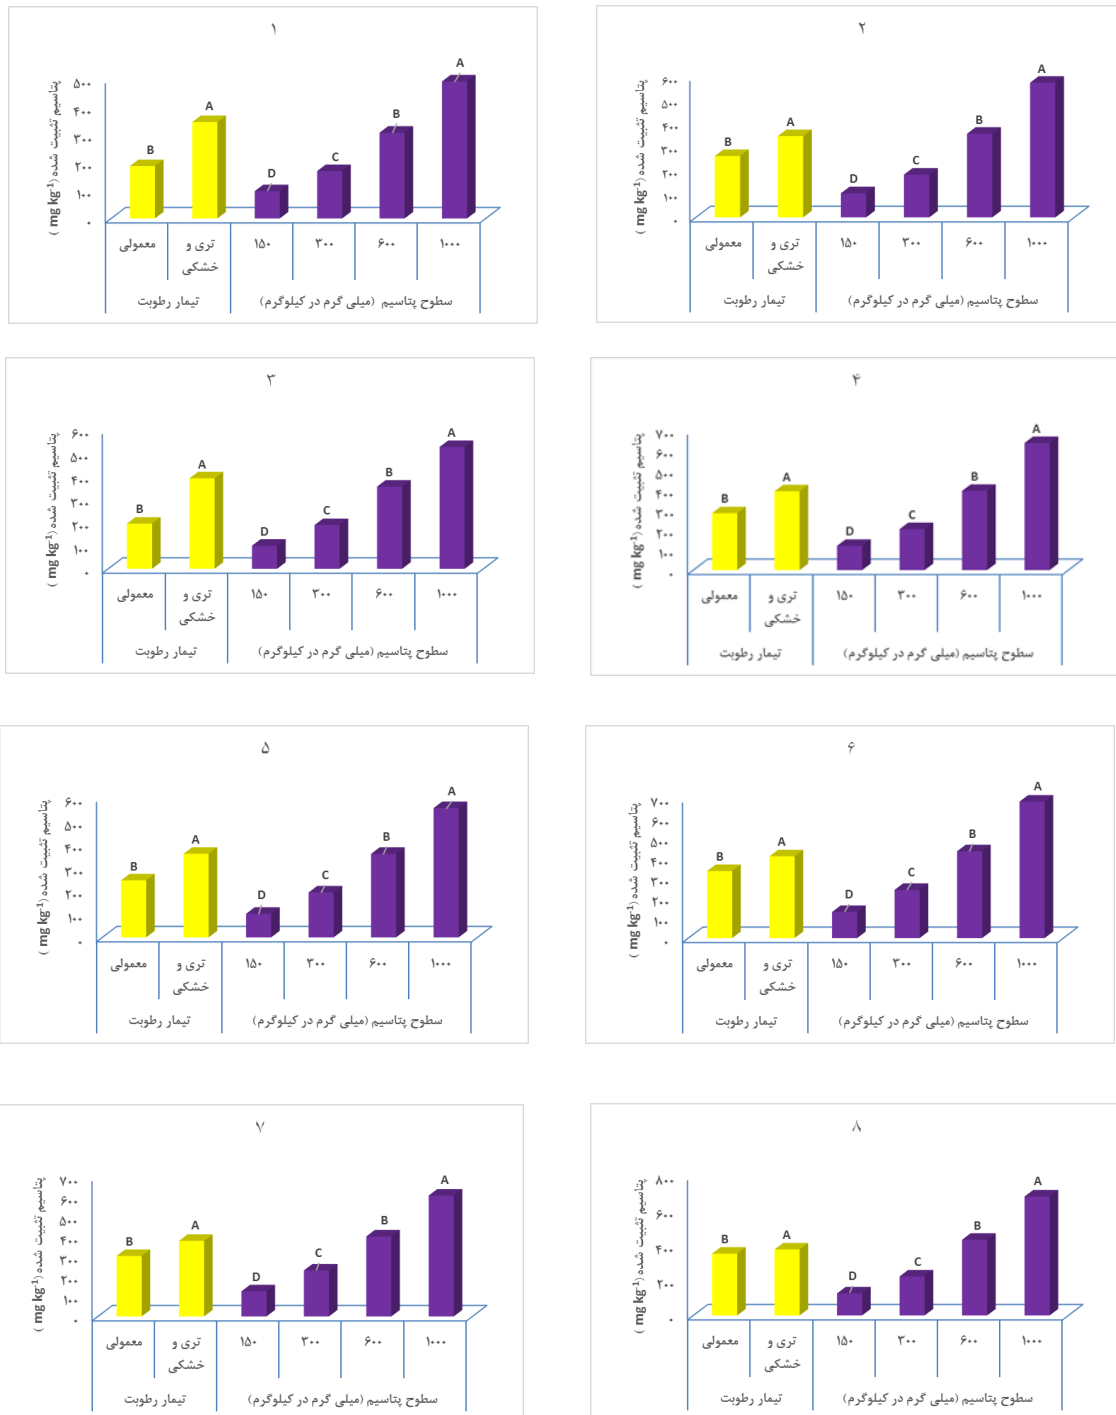 ۱
پتاسیم تثبیت شده (mg kg-1 )
۵۰۰
۴۰۰
۳۰۰
۲۰۰
۱۰۰
۰
B
A
D
C
B
A
معمولی
تری و
خشکی
۱۵۰
۳۰۰
۶۰۰
۱۰۰۰
تیمار رطوبت
سطوح پتاسیم (میلی گرم در کیلوگرم)
۲
پتاسیم تثبیت شده (mg kg-1 )
۶۰۰
۵۰۰
۴۰۰
۳۰۰
۲۰۰
۱۰۰
۰
B
A
D
C
B
A
معمولی
تری و
خشکی
۱۵۰
۳۰۰
۶۰۰
۱۰۰۰
تیمار رطوبت
سطوح پتاسیم (میلی گرم در کیلوگرم)
۳
پتاسیم تثبیت شده (mg kg-1 )
۶۰۰
۵۰۰
۴۰۰
۳۰۰
۲۰۰
۱۰۰
۰
B
A
D
C
B
A
معمولی
تری و
خشکی
۱۵۰
۳۰۰
۶۰۰
۱۰۰۰
تیمار رطوبت
سطوح پتاسیم (میلی گرم در کیلوگرم)
۴
پتاسیم تثبیت شده (mg kg-1 )
۷۰۰
۶۰۰
۵۰۰
۴۰۰
۳۰۰
۲۰۰
۱۰۰
۰
B
A
D
C
B
A
معمولی
تری و
خشکی
۱۵۰
۳۰۰
۶۰۰
۱۰۰۰
تیمار رطوبت
سطوح پتاسیم (میلی گرم در کیلوگرم)
۵
پتاسیم تثبیت شده (mg kg-1 )
۶۰۰
۵۰۰
۴۰۰
۳۰۰
۲۰۰
۱۰۰
۰
B
A
D
C
B
A
معمولی
تری و
خشکی
۱۵۰
۳۰۰
۶۰۰
۱۰۰۰
تیمار رطوبت
سطوح پتاسیم (میلی گرم در کیلوگرم)
۶
پتاسیم تثبیت شده (mg kg-1 )
۷۰۰
۶۰۰
۵۰۰
۴۰۰
۳۰۰
۲۰۰
۱۰۰
۰
B
A
D
C
B
A
معمولی
تری و
خشکی
۱۵۰
۳۰۰
۶۰۰
۱۰۰۰
تیمار رطوبت
سطوح پتاسیم (میلی گرم در کیلوگرم)
۷
پتاسیم تثبیت شده (mg kg-1 )
۷۰۰
۶۰۰
۵۰۰
۴۰۰
۳۰۰
۲۰۰
۱۰۰
۰
B
A
D
C
B
A
معمولی
تری و
خشکی
۱۵۰
۳۰۰
۶۰۰
۱۰۰۰
تیمار رطوبت
سطوح پتاسیم (میلی گرم در کیلوگرم)
۸
پتاسیم تثبیت شده (mg kg-1 )
۸۰۰
۶۰۰
۴۰۰
۲۰۰
۰
B
A
D
C
B
A
معمولی
تری و
خشکی
۱۵۰
۳۰۰
۶۰۰
۱۰۰۰
تیمار رطوبت
سطوح پتاسیم (میلی گرم در کیلوگرم)